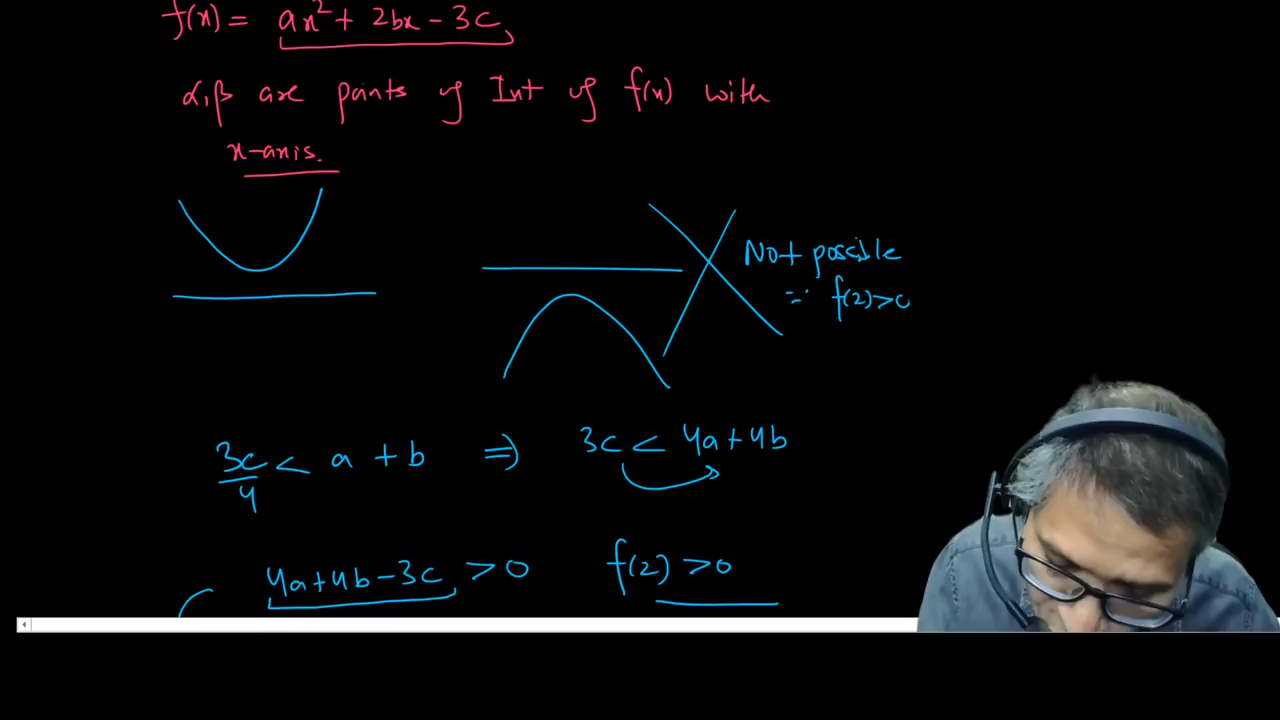 f(x) = ax² + 2bx - 3c
α, β are points of Int of f(x) with
x-axis.
Not possible
∵ f(2)>0
3c/4 < a + b ⇒ 3c < 4a+4b
4a+4b-3c > 0 f(2) >0